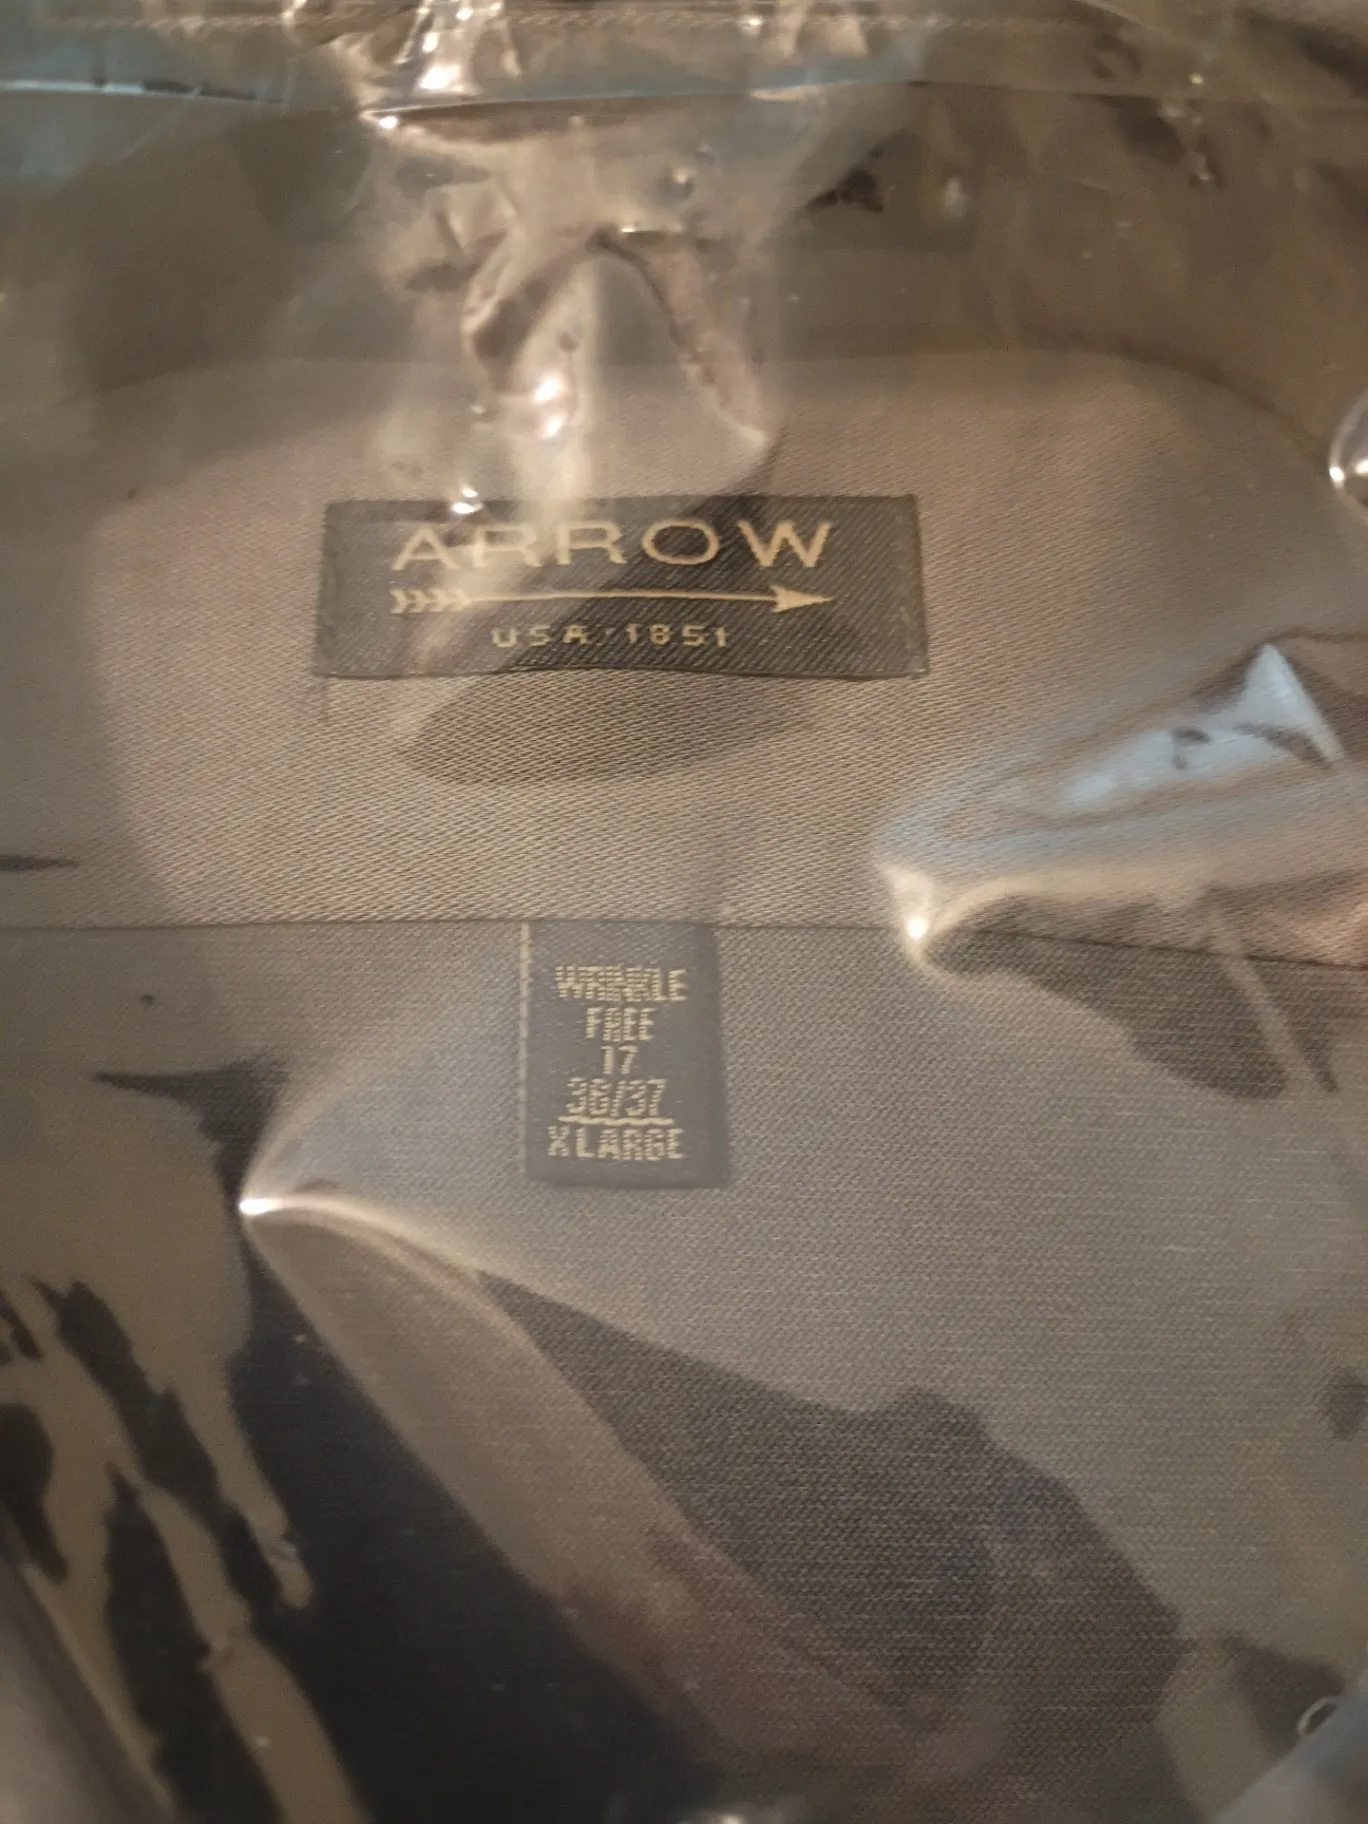 ARROW
USA·1851
WRINKLE
FREE
17
36/37
XLARGE